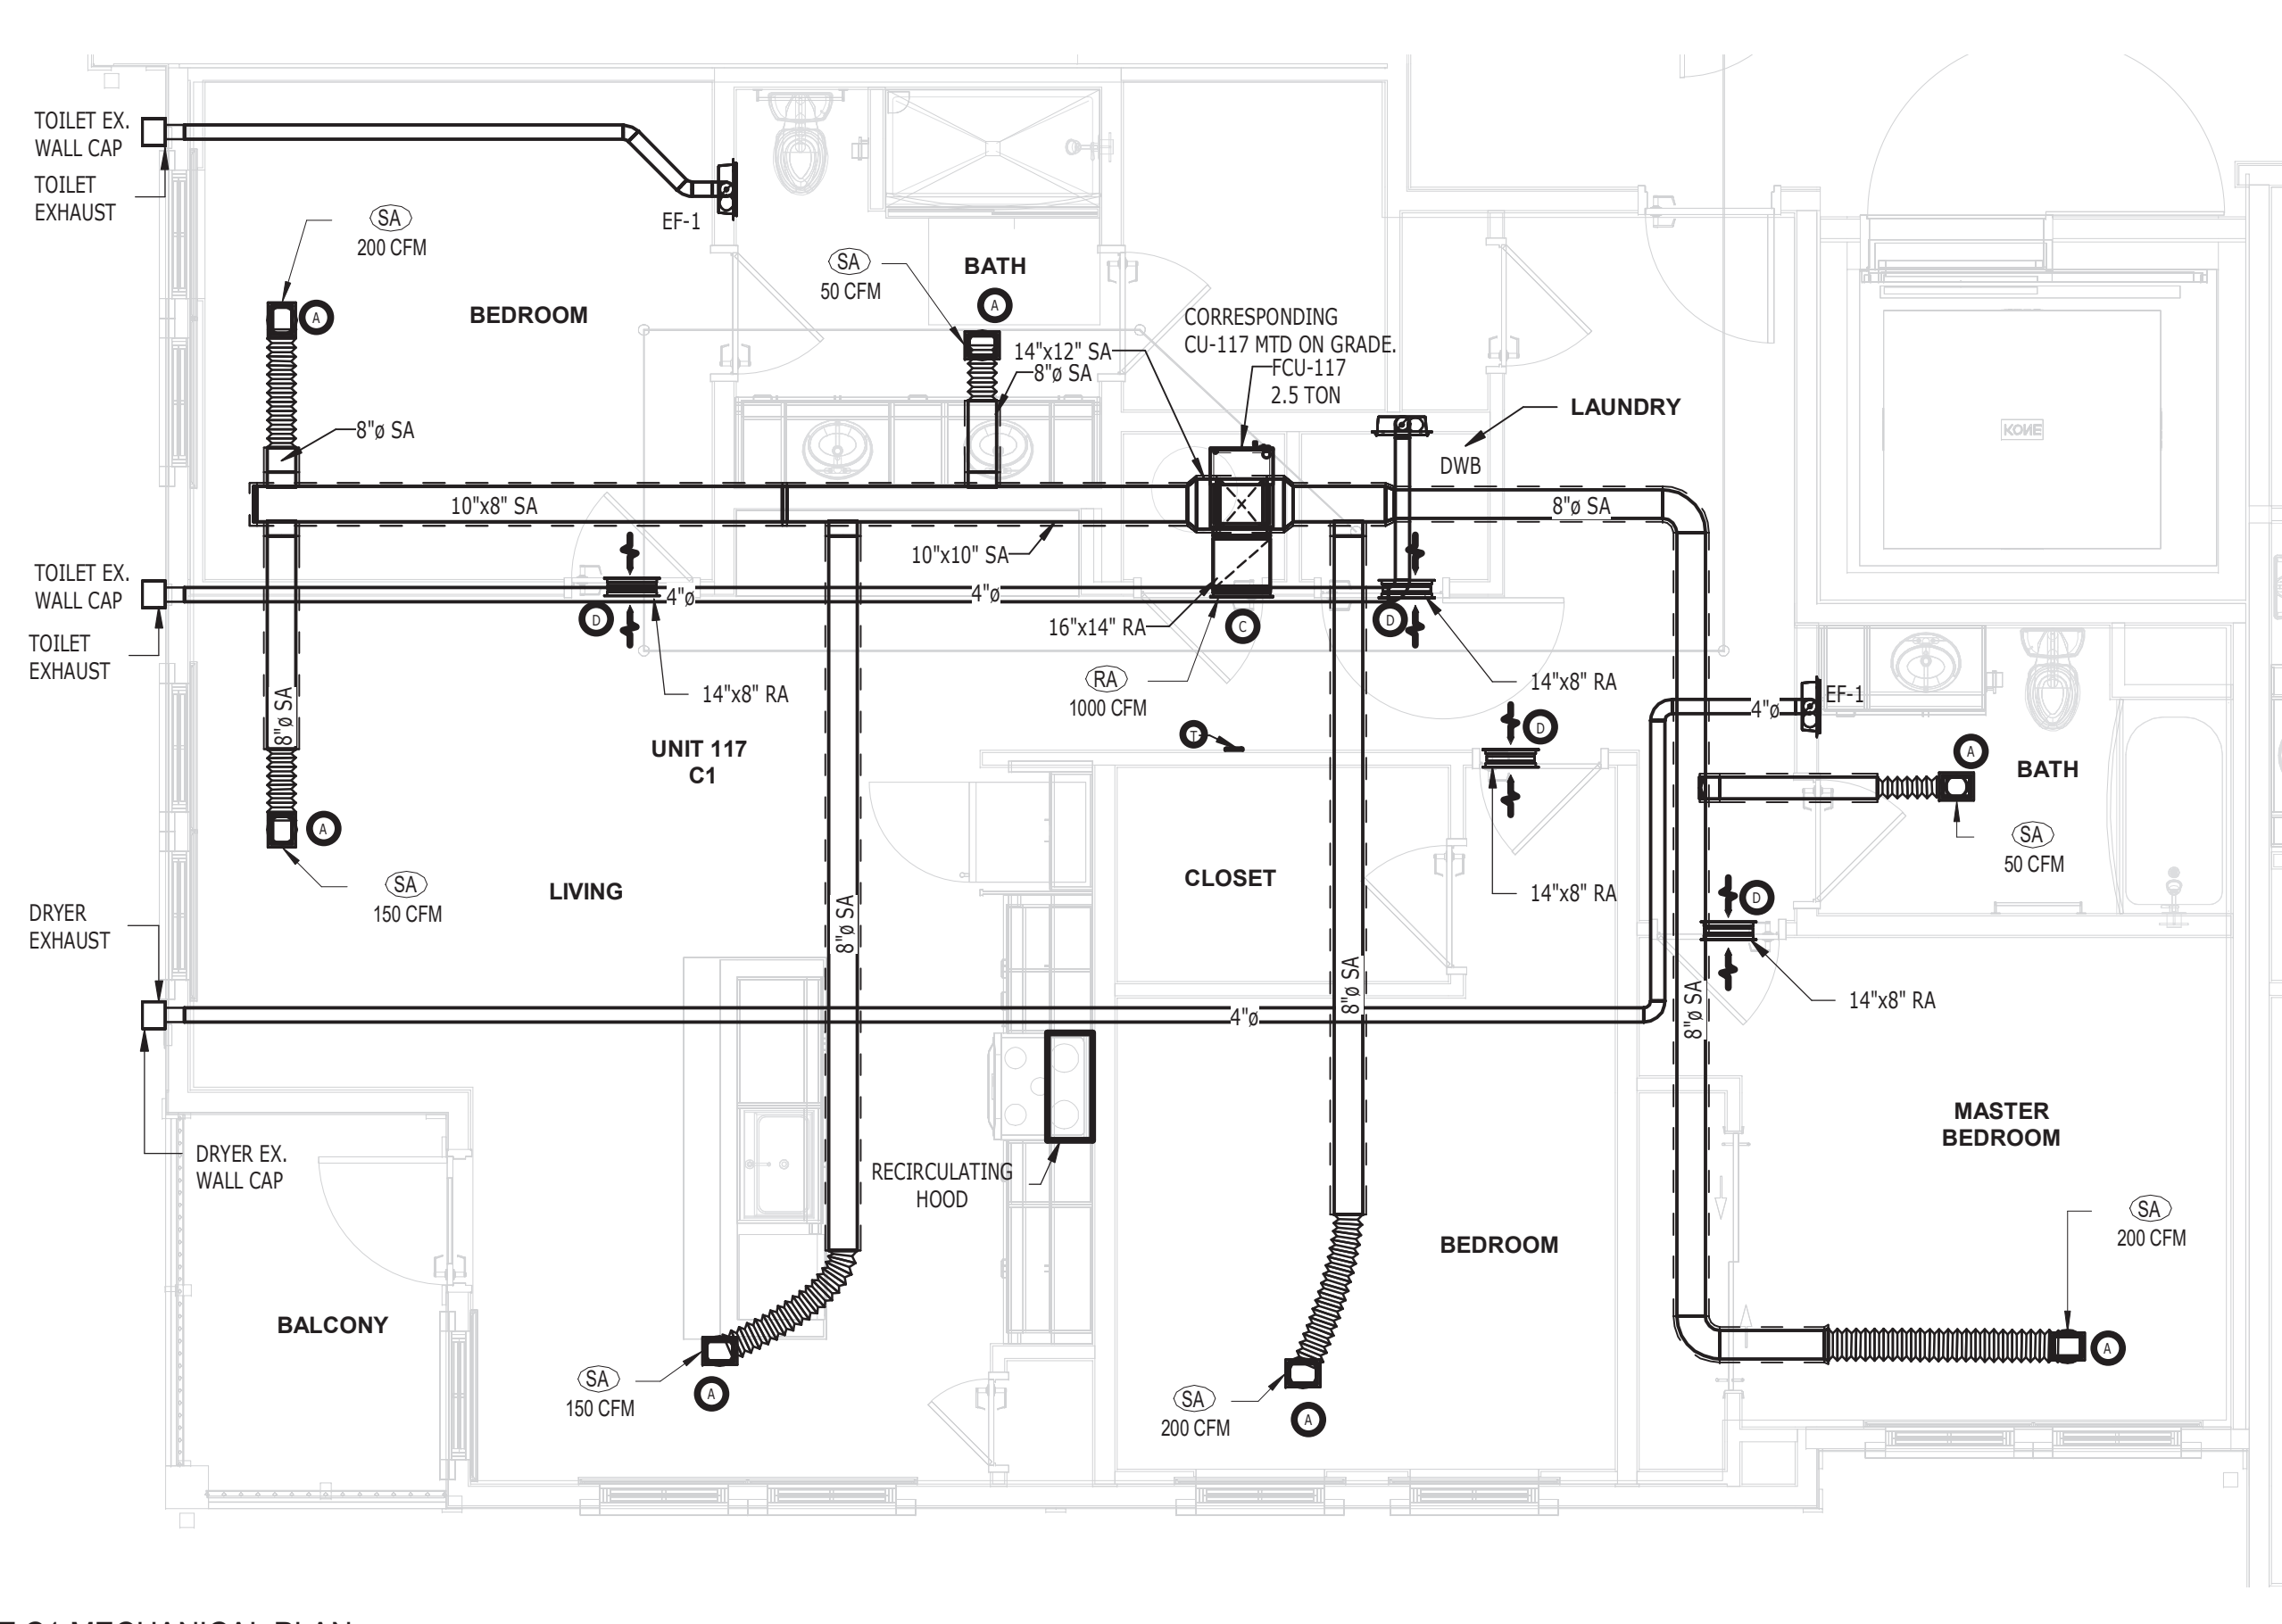 TOILET EX.
WALL CAP
TOILET
EXHAUST
SA
200 CFM
A
BEDROOM
EF-1
SA
50 CFM
BATH
A
14"x12" SA
8"ø SA
CORRESPONDING
CU-117 MTD ON GRADE.
FCU-117
2.5 TON
LAUNDRY
DWB
KONE
8"ø SA
10"x8" SA
10"x10" SA
8"ø SA
TOILET EX.
WALL CAP
TOILET
EXHAUST
D
4"ø
4"ø
16"x14" RA
C
D
14"x8" RA
RA
1000 CFM
14"x8" RA
8"ø SA
UNIT 117
C1
T
D
4"ø
EF-1
A
BATH
SA
50 CFM
A
SA
150 CFM
LIVING
CLOSET
14"x8" RA
D
14"x8" RA
DRYER
EXHAUST
8"ø SA
8"ø SA
8"ø SA
4"ø
DRYER EX.
WALL CAP
RECIRCULATING
HOOD
MASTER
BEDROOM
SA
200 CFM
BEDROOM
BALCONY
SA
150 CFM
A
SA
200 CFM
A
A